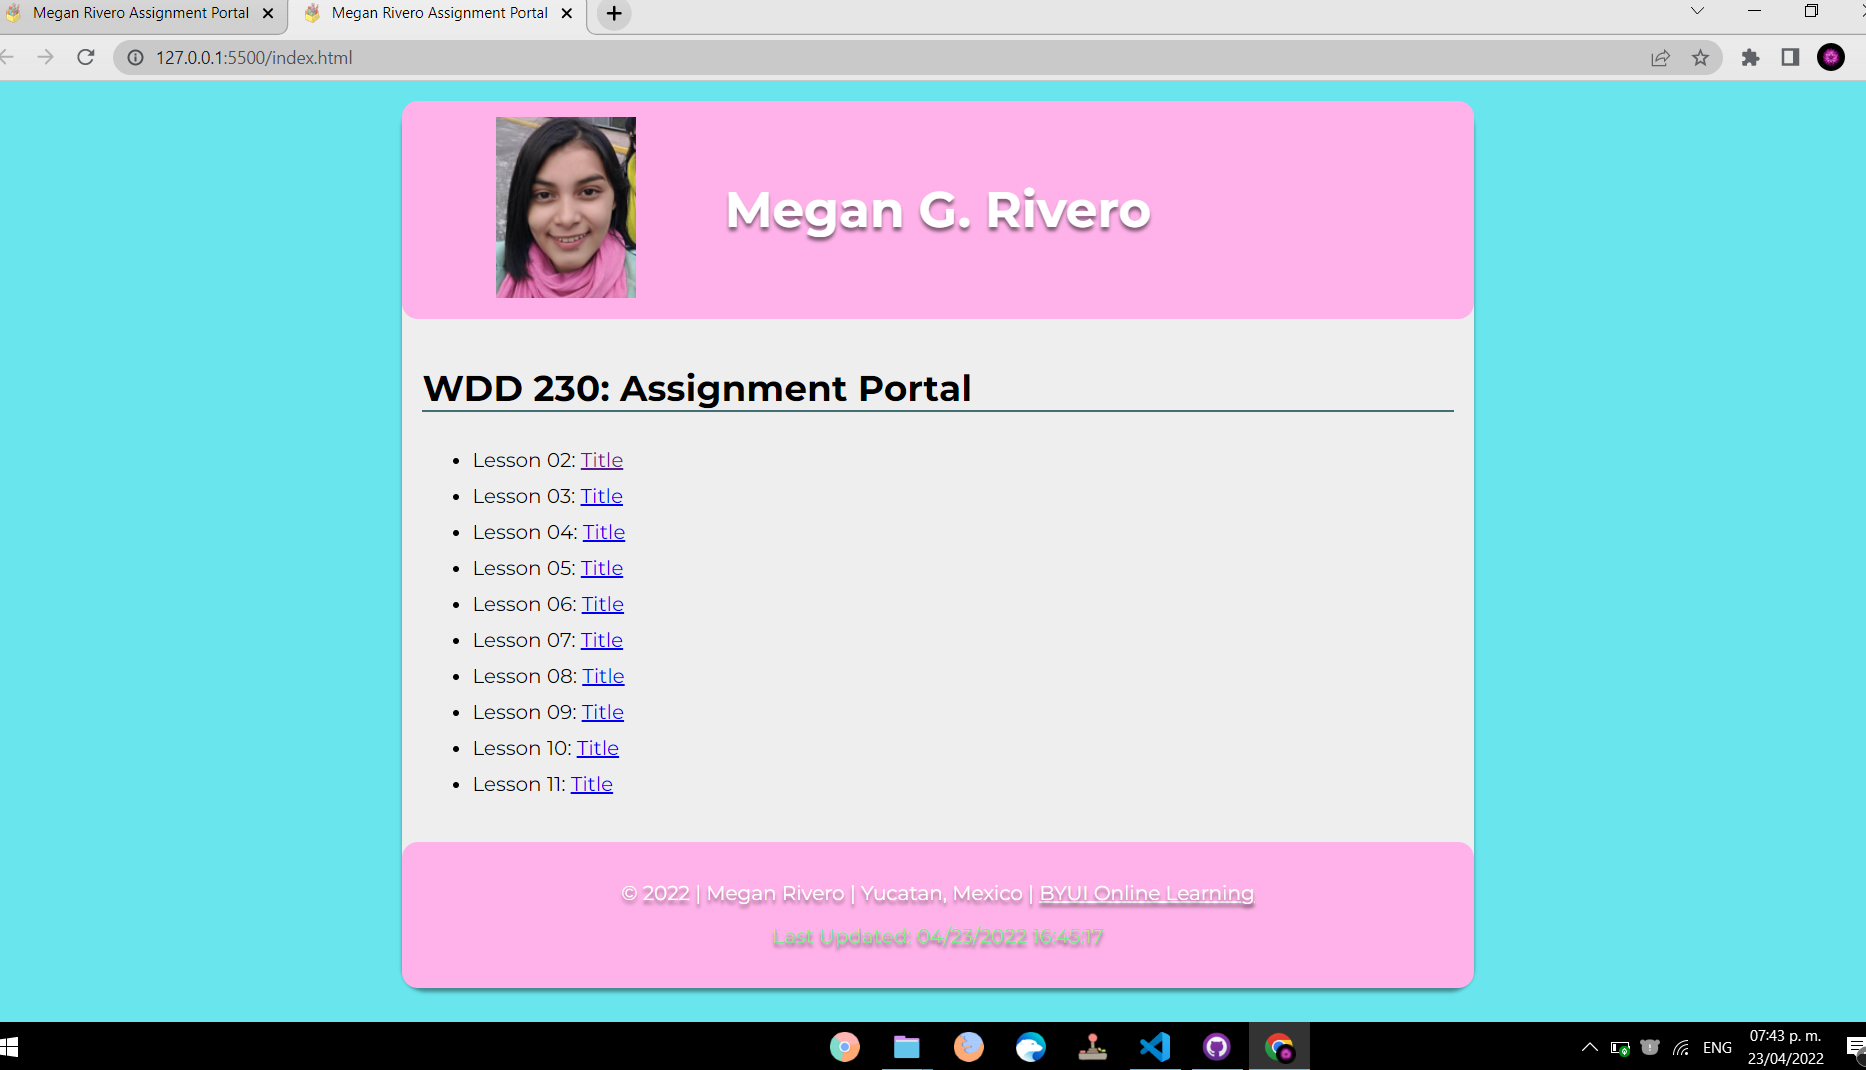 Megan Rivero Assignment Portal
Megan Rivero Assignment Portal
127.0.0.1:5500/index.html
Megan G. Rivero
WDD 230: Assignment Portal
Lesson 02: Title
Lesson 03: Title
Lesson 04: Title
Lesson 05: Title
Lesson 06: Title
Lesson 07: Title
Lesson 08: Title
Lesson 09: Title
Lesson 10: Title
Lesson 11: Title
© 2022 | Megan Rivero | Yucatan, Mexico | BYUI Online Learning
Last Updated: 04/23/2022 16:45:17
ENG
07:43 p. m.
23/04/2022